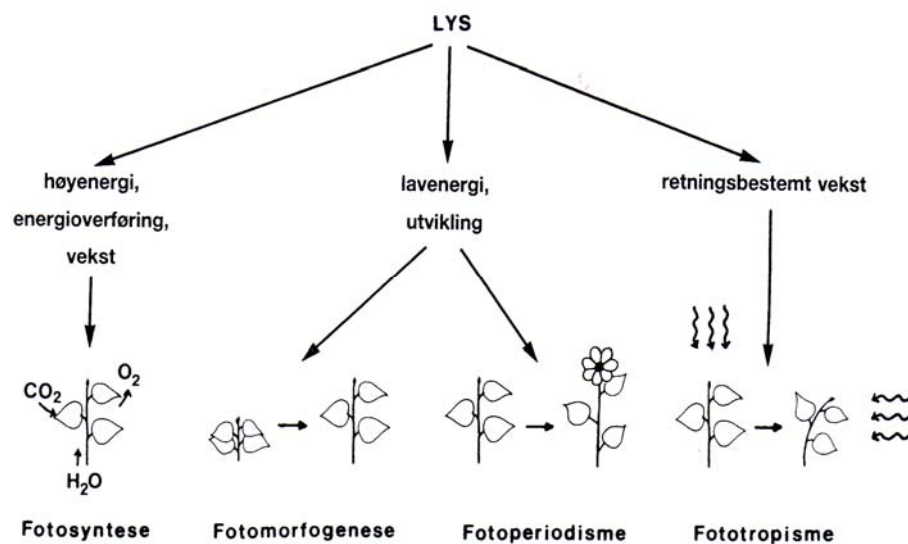 LYS
høyenergi,
energioverføring,
vekst
lavenergi,
utvikling
retningsbestemt vekst
CO₂
O₂
H₂O
Fotosyntese
Fotomorfogenese
Fotoperiodisme
Fototropisme